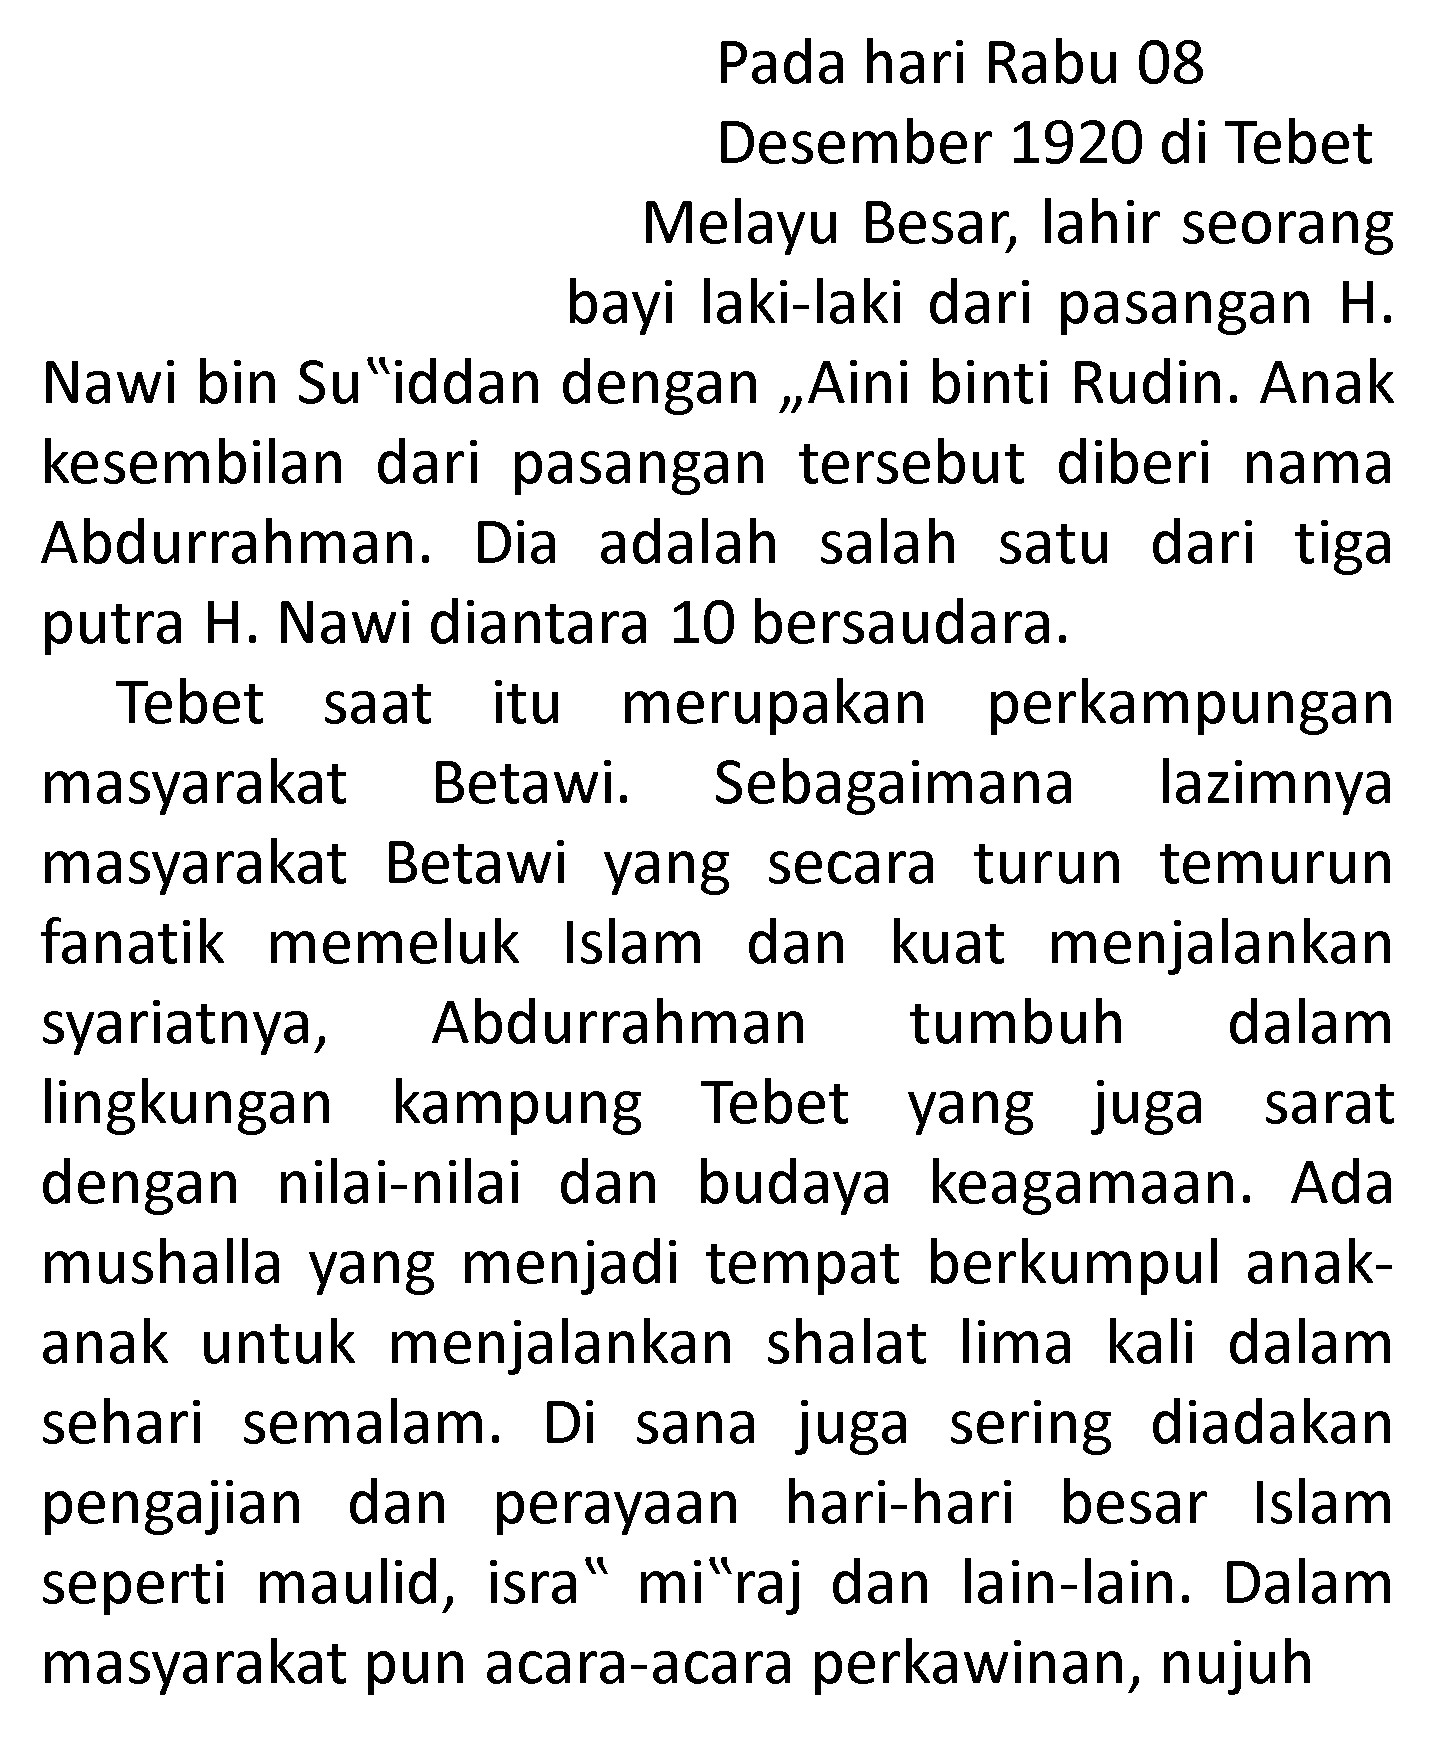 Pada hari Rabu 08
Desember 1920 di Tebet
Melayu Besar, lahir seorang
bayi laki-laki dari pasangan H.
Nawi bin Su‟iddan dengan „Aini binti Rudin. Anak
kesembilan dari pasangan tersebut diberi nama
Abdurrahman. Dia adalah salah satu dari tiga
putra H. Nawi diantara 10 bersaudara.
Tebet saat itu merupakan perkampungan
masyarakat Betawi. Sebagaimana lazimnya
masyarakat Betawi yang secara turun temurun
fanatik memeluk Islam dan kuat menjalankan
syariatnya, Abdurrahman tumbuh dalam
lingkungan kampung Tebet yang juga sarat
dengan nilai-nilai dan budaya keagamaan. Ada
mushalla yang menjadi tempat berkumpul anak-
anak untuk menjalankan shalat lima kali dalam
sehari semalam. Di sana juga sering diadakan
pengajian dan perayaan hari-hari besar Islam
seperti maulid, isra‟ mi‟raj dan lain-lain. Dalam
masyarakat pun acara-acara perkawinan, nujuh